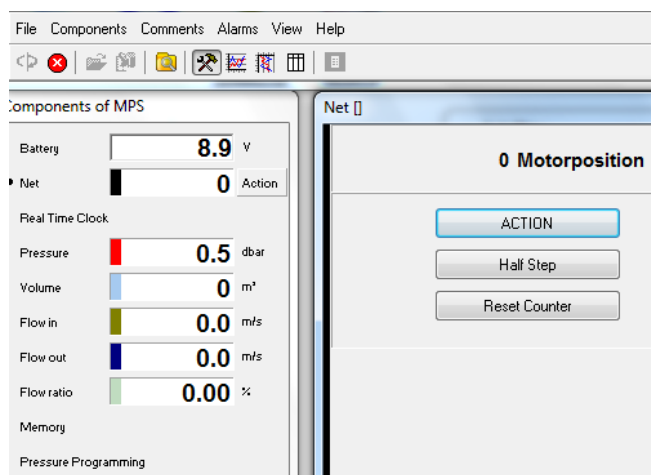 File Components Comments Alarms View Help
Components of MPS
Battery 8.9 V
Net 0 Action
Real Time Clock
Pressure 0.5 dbar
Volume 0 m³
Flow in 0.0 m/s
Flow out 0.0 m/s
Flow ratio 0.00 %
Memory
Pressure Programming
Net []
0 Motorposition
ACTION
Half Step
Reset Counter